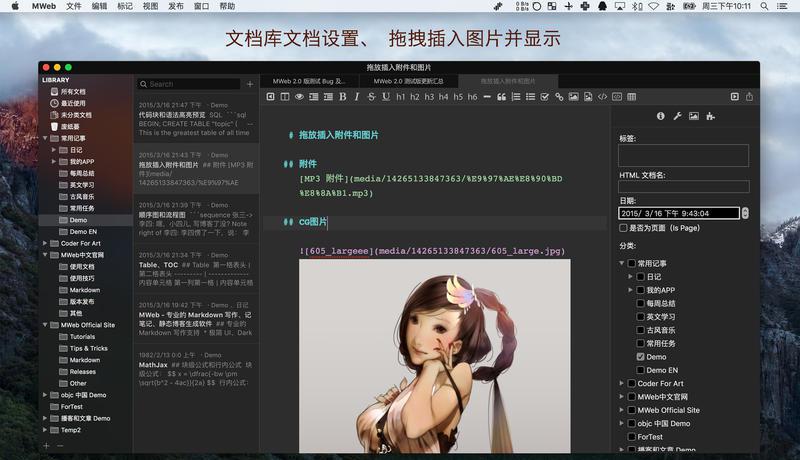 MWeb 文件 编辑 标记 视图 发布 窗口 帮助
0 B/s
0 B/s
周三下午10:11
文档库文档设置、 拖拽插入图片并显示
拖放插入附件和图片
LIBRARY
所有文档
最近使用
未分类文档
废纸篓
常用记事
日记
我的APP
每周总结
英文学习
古风音乐
常用任务
Demo
Demo EN
Coder For Art
MWeb中文官网
使用文档
使用技巧
Markdown
版本发布
其他
MWeb Official Site
Tutorials
Tips & Tricks
Markdown
Releases
Other
objc 中国 Demo
ForTest
播客和文章 Demo
Temp2
Search
2015/3/16 21:47 下午 · Demo
代码块和语法高亮预览 SQL ```sql
BEGIN; CREATE TABLE "topic" ( --
This is the greatest table of all time
2015/3/16 21:43 下午 · Demo
拖放插入附件和图片 ## 附件 [MP3 附
件](media/
14265133847363/%E9%97%AE
2015/3/16 21:39 下午 · Demo
顺序图和流程图 ```sequence 张三->
李四: 嘿，小四儿, 写博客了没? Note
right of 李四: 李四愣了一下，说： 李
2015/3/16 21:34 下午 · Demo
Table、TOC ## Table 第一格表头 |
第二格表头 --------- | -------------
内容单元格 第一列第一格 | 内容单元格
2015/3/16 19:42 下午 · Demo 、日记
MWeb - 专业的 Markdown 写作、记
笔记、静态博客生成软件 ## 专业的
Markdown 写作支持 * 极简 UI、Dark
1982/2/13 0:0 上午 · Demo
MathJax ## 块级公式和行内公式 块
级公式： $$ x = \dfrac{-b\pm
\sqrt{b^2 - 4ac}}{2a} $$ 行内公式：
MWeb 2.0 版测试 Bug 及...
MWeb 2.0 测试版更新汇总
拖放插入附件和图片
B I S U h1 h2 h3 h4 h5 h6
# 拖放插入附件和图片
## 附件
[MP3 附件](media/14265133847363/%E9%97%AE%E8%90%BD
%E8%8A%B1.mp3)
## CG图片
![605_largeee](media/14265133847363/605_large.jpg)
标签:
HTML 文档名:
日期:
2015/ 3/16 下午 9:43:04
是否为页面 (Is Page)
分类:
常用记事
日记
我的APP
每周总结
英文学习
古风音乐
常用任务
Demo
Demo EN
Coder For Art
MWeb中文官网
MWeb Official Site
objc 中国 Demo
ForTest
播客和文章 Demo